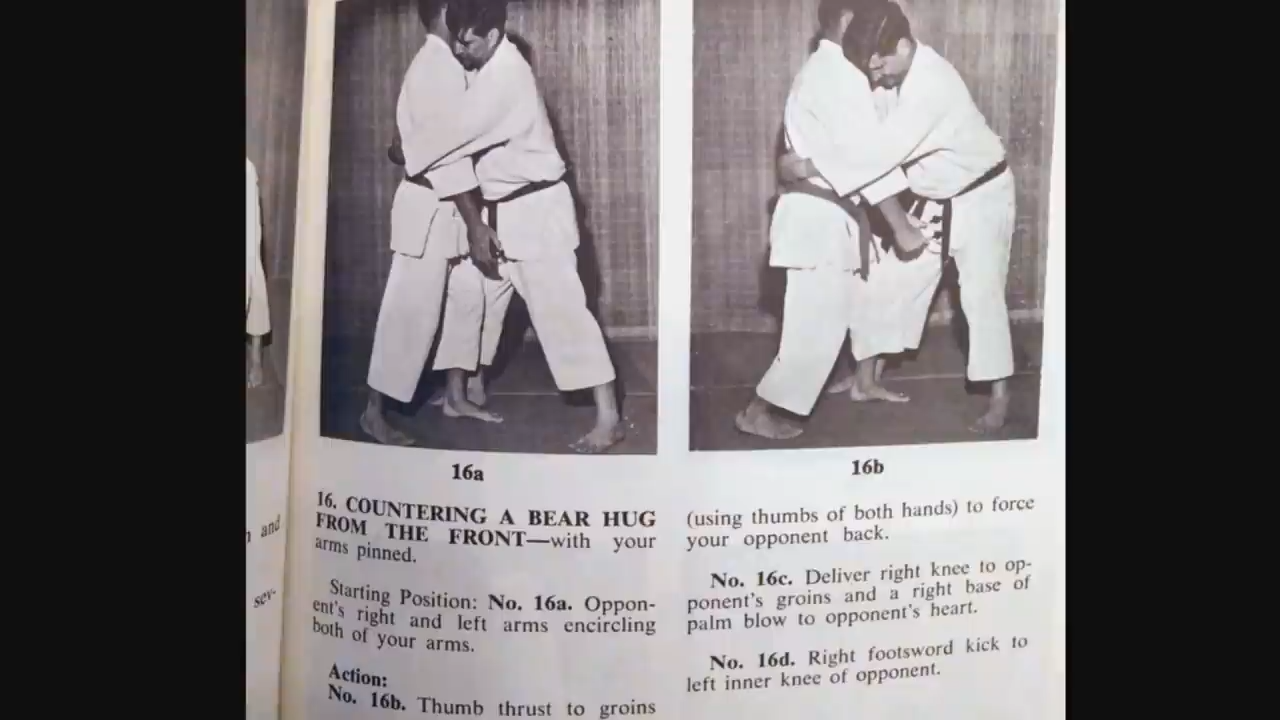 n and
sev-
16a
16. COUNTERING A BEAR HUG
FROM THE FRONT—with your
arms pinned.
Starting Position: No. 16a. Oppon-
ent's right and left arms encircling
both of your arms.
Action:
No. 16b. Thumb thrust to groins
16b
(using thumbs of both hands) to force
your opponent back.
No. 16c. Deliver right knee to op-
ponent's groins and a right base of
palm blow to opponent's heart.
No. 16d. Right footsword kick to
left inner knee of opponent.